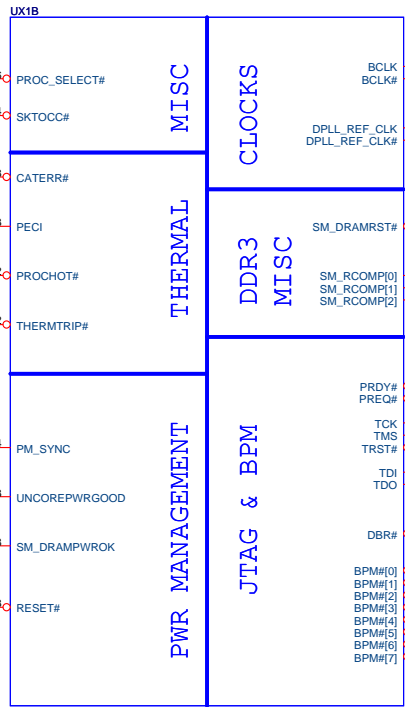 UX1B
PROC_SELECT#
SKTOCC#
MISC
CATERR#
PECI
PROCHOT#
THERMTRIP#
THERMAL
PM_SYNC
UNCOREPWRGOOD
SM_DRAMPWROK
RESET#
PWR MANAGEMENT
CLOCKS
BCLK
BCLK#
DPLL_REF_CLK
DPLL_REF_CLK#
DDR3
MISC
SM_DRAMRST#
SM_RCOMP[0]
SM_RCOMP[1]
SM_RCOMP[2]
JTAG & BPM
PRDY#
PREQ#
TCK
TMS
TRST#
TDI
TDO
DBR#
BPM#[0]
BPM#[1]
BPM#[2]
BPM#[3]
BPM#[4]
BPM#[5]
BPM#[6]
BPM#[7]